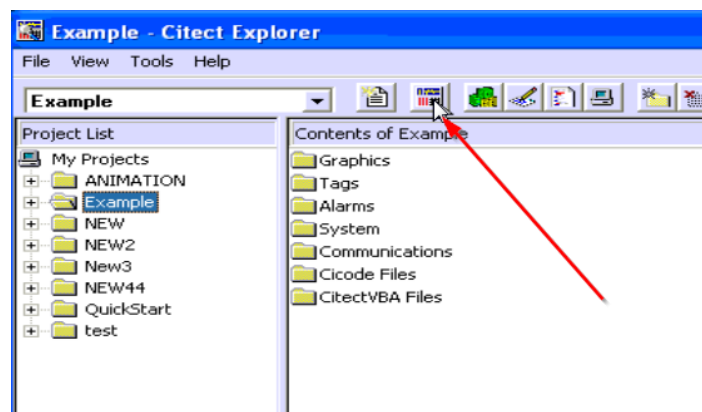 Example - Citect Explorer
File View Tools Help
Example
Project List
My Projects
ANIMATION
Example
NEW
NEW2
New3
NEW44
QuickStart
test
Contents of Example
Graphics
Tags
Alarms
System
Communications
Cicode Files
CitectVBA Files